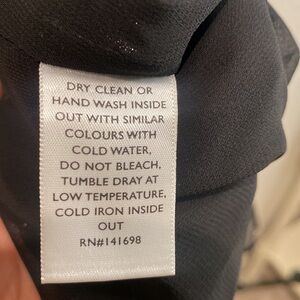 DRY CLEAN OR
HAND WASH INSIDE
OUT WITH SIMILAR
COLOURS WITH
COLD WATER,
DO NOT BLEACH,
TUMBLE DRAY AT
LOW TEMPERATURE,
COLD IRON INSIDE
OUT
RN#141698